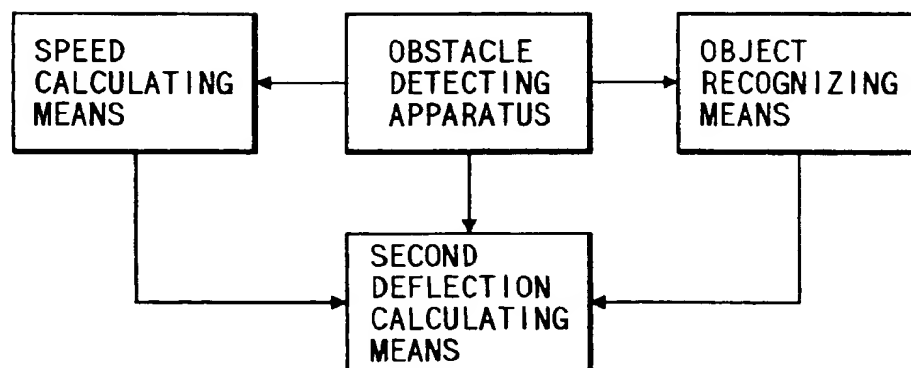 SPEED
CALCULATING
MEANS
OBSTACLE
DETECTING
APPARATUS
OBJECT
RECOGNIZING
MEANS
SECOND
DEFLECTION
CALCULATING
MEANS